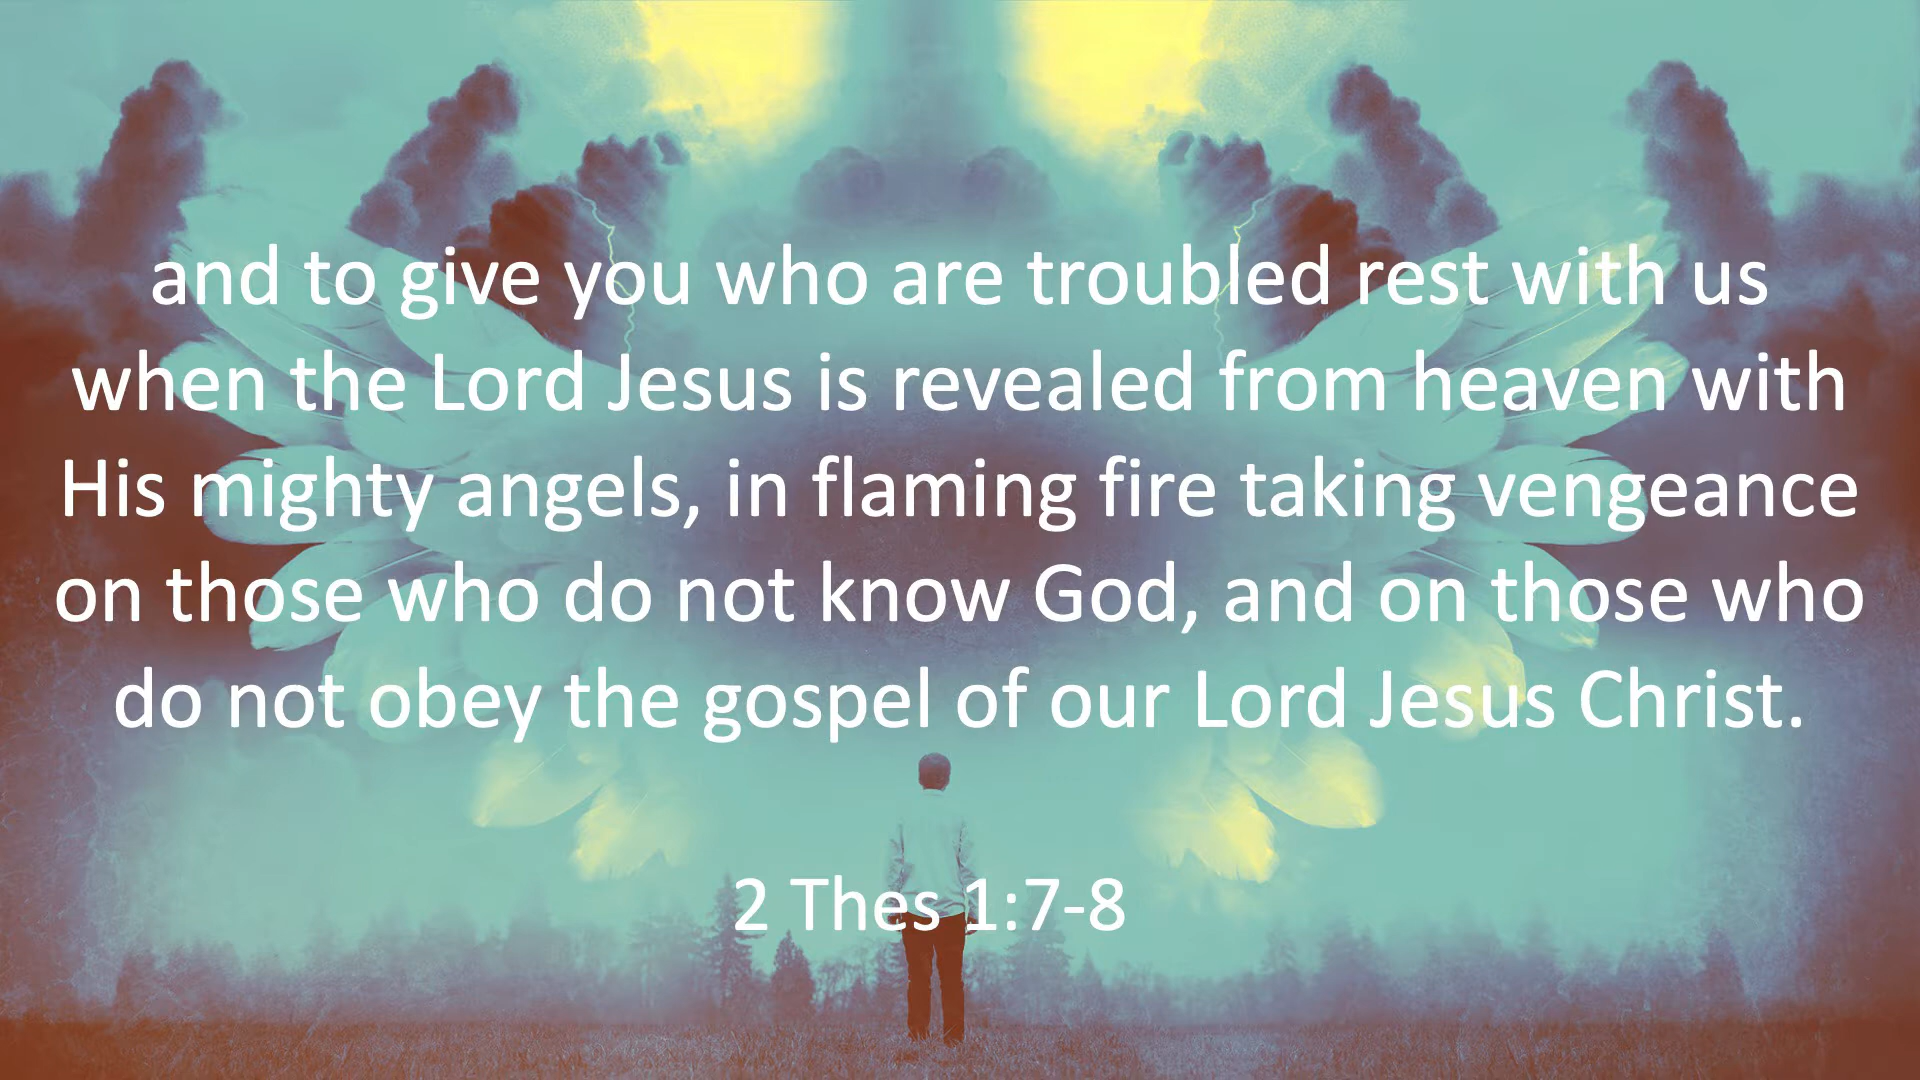 and to give you who are troubled rest with us
when the Lord Jesus is revealed from heaven with
His mighty angels, in flaming fire taking vengeance
on those who do not know God, and on those who
do not obey the gospel of our Lord Jesus Christ.
2 Thes 1:7-8